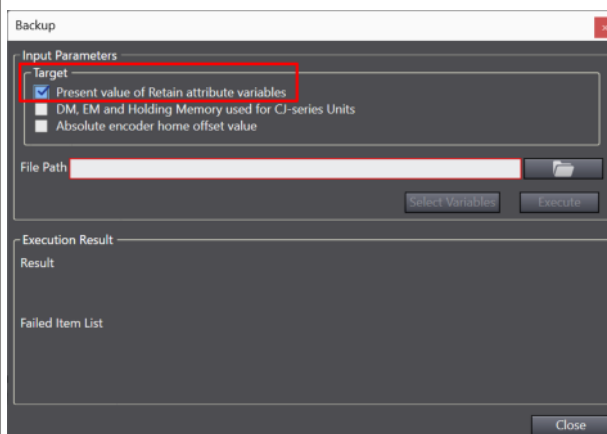 Backup
Input Parameters
Target
Present value of Retain attribute variables
DM, EM and Holding Memory used for CJ-series Units
Absolute encoder home offset value
File Path
Select Variables
Execute
Execution Result
Result
Failed Item List
Close